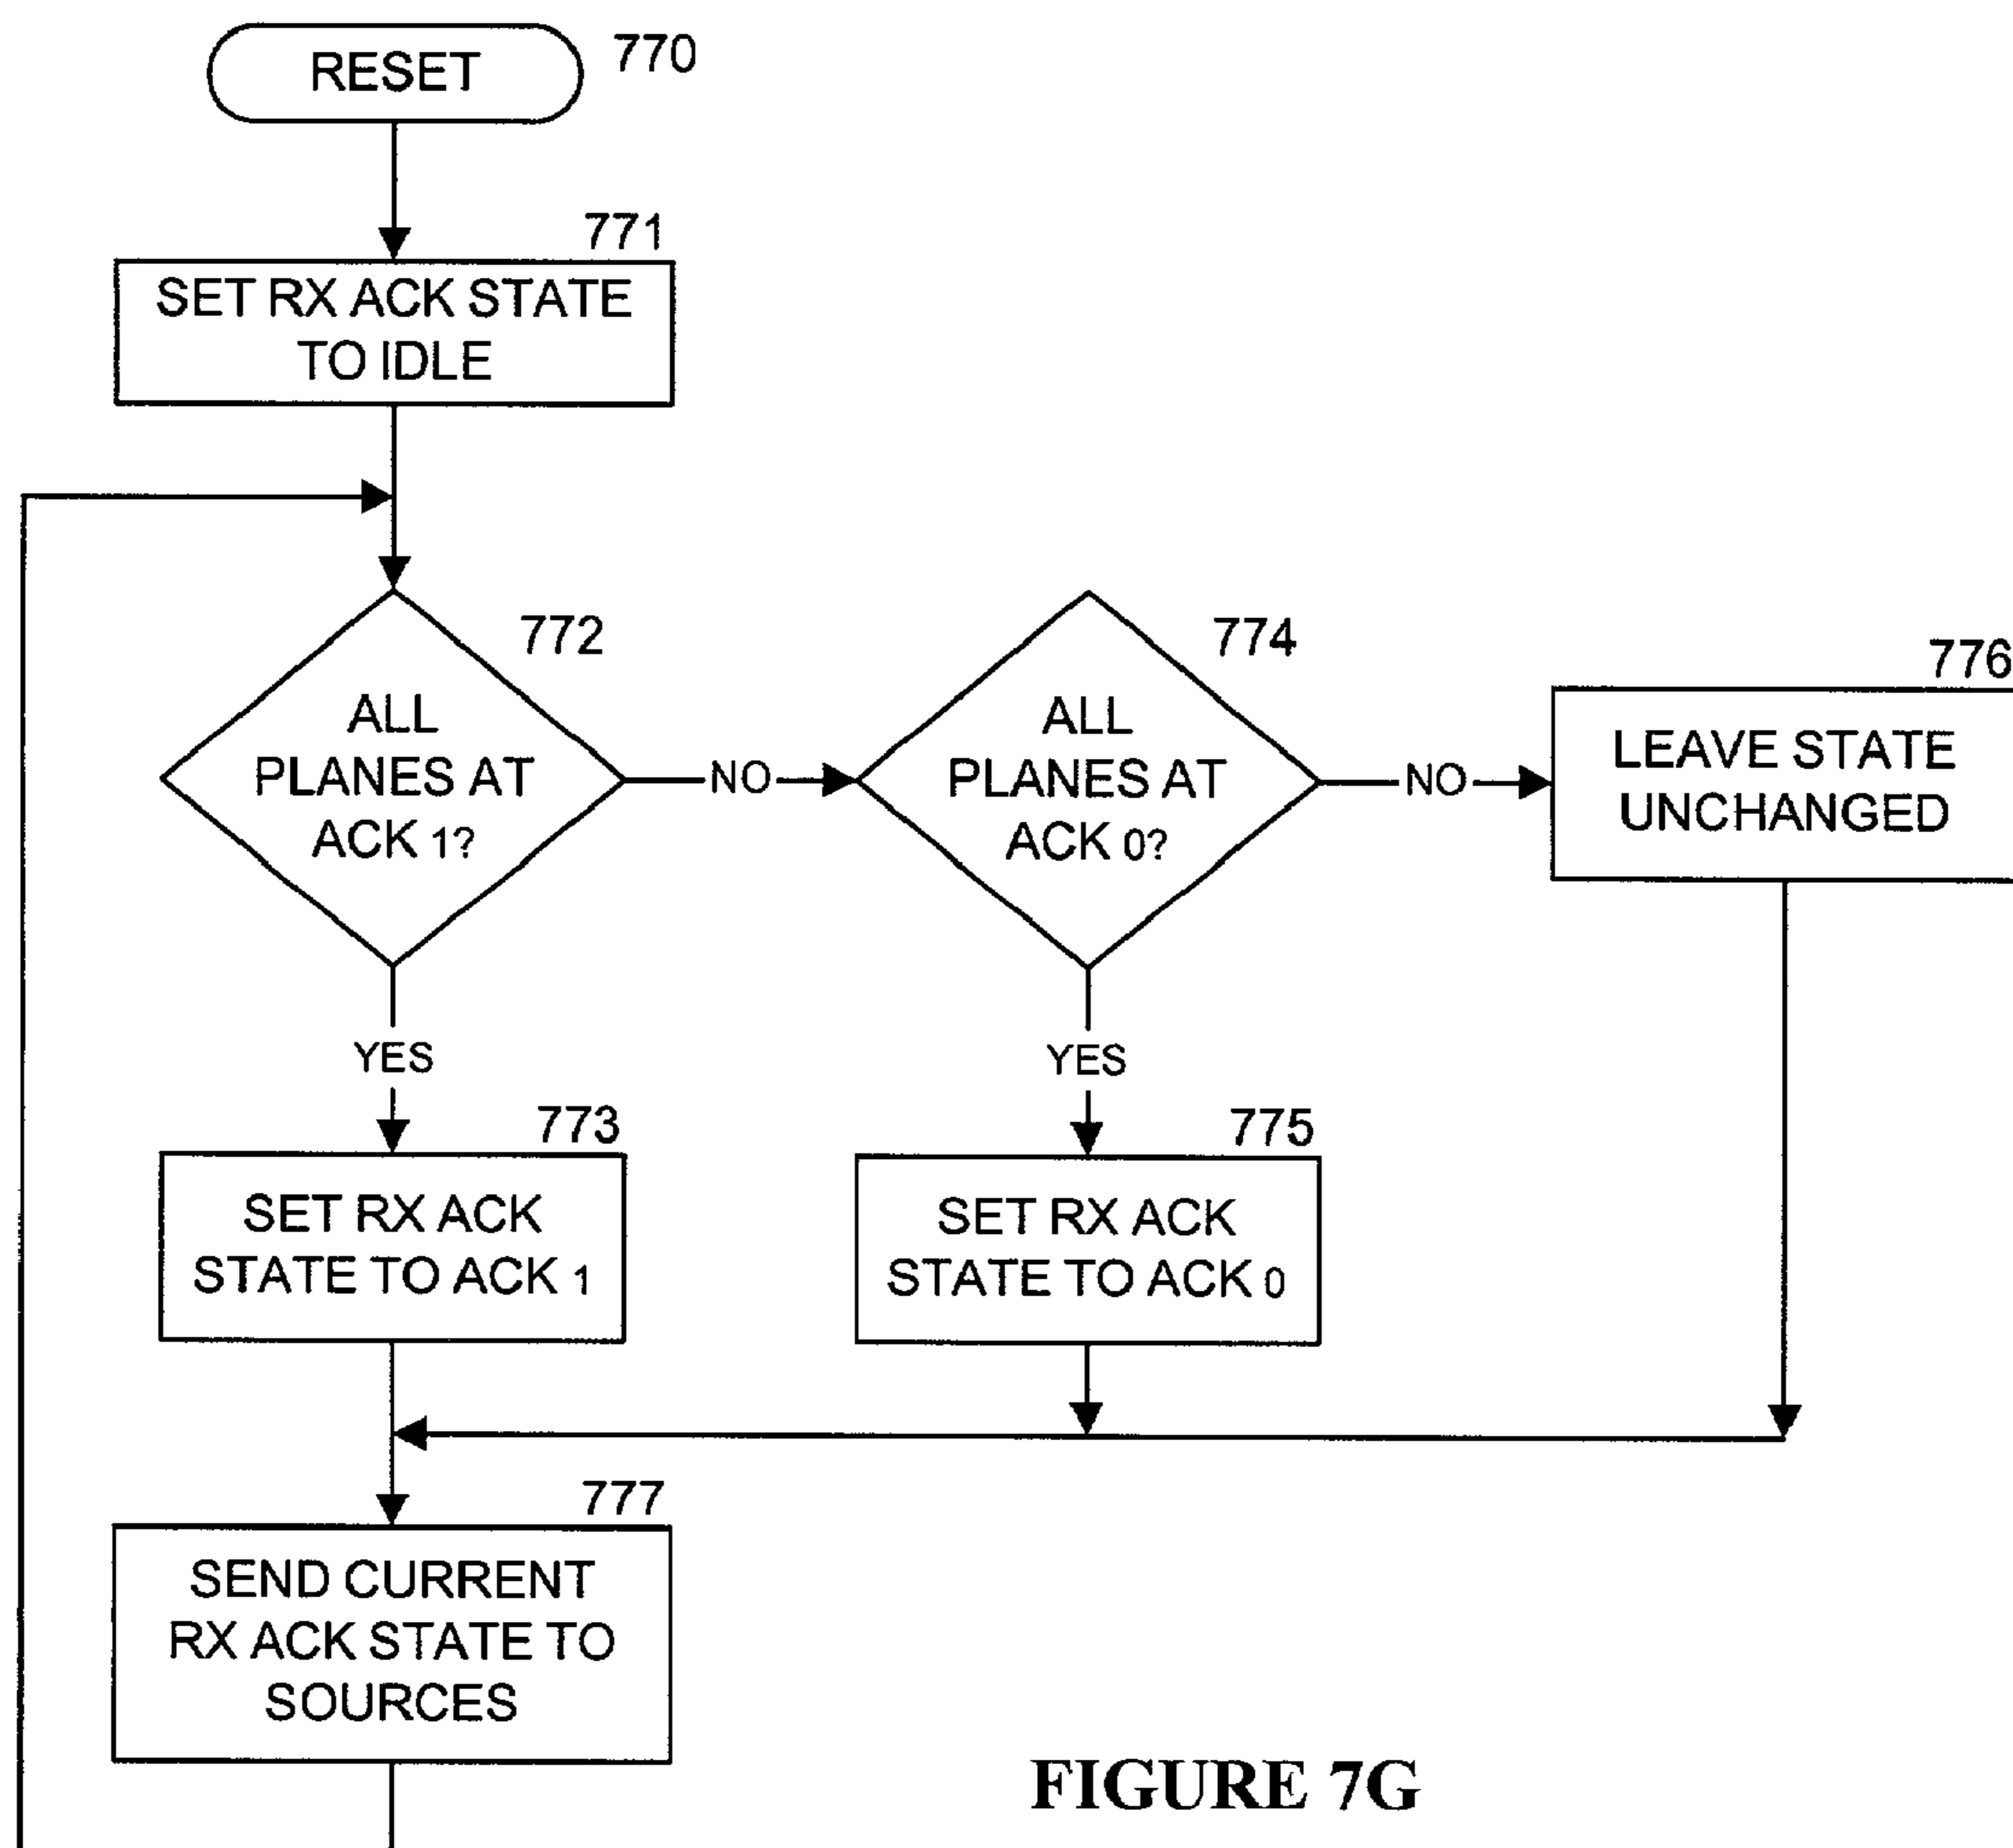 RESET
770
771
SET RX ACK STATE
TO IDLE
772
ALL
PLANES AT
ACK 1?
NO
774
ALL
PLANES AT
ACK 0?
NO
776
LEAVE STATE
UNCHANGED
YES
YES
773
SET RX ACK
STATE TO ACK 1
775
SET RX ACK
STATE TO ACK 0
777
SEND CURRENT
RX ACK STATE TO
SOURCES
FIGURE 7G